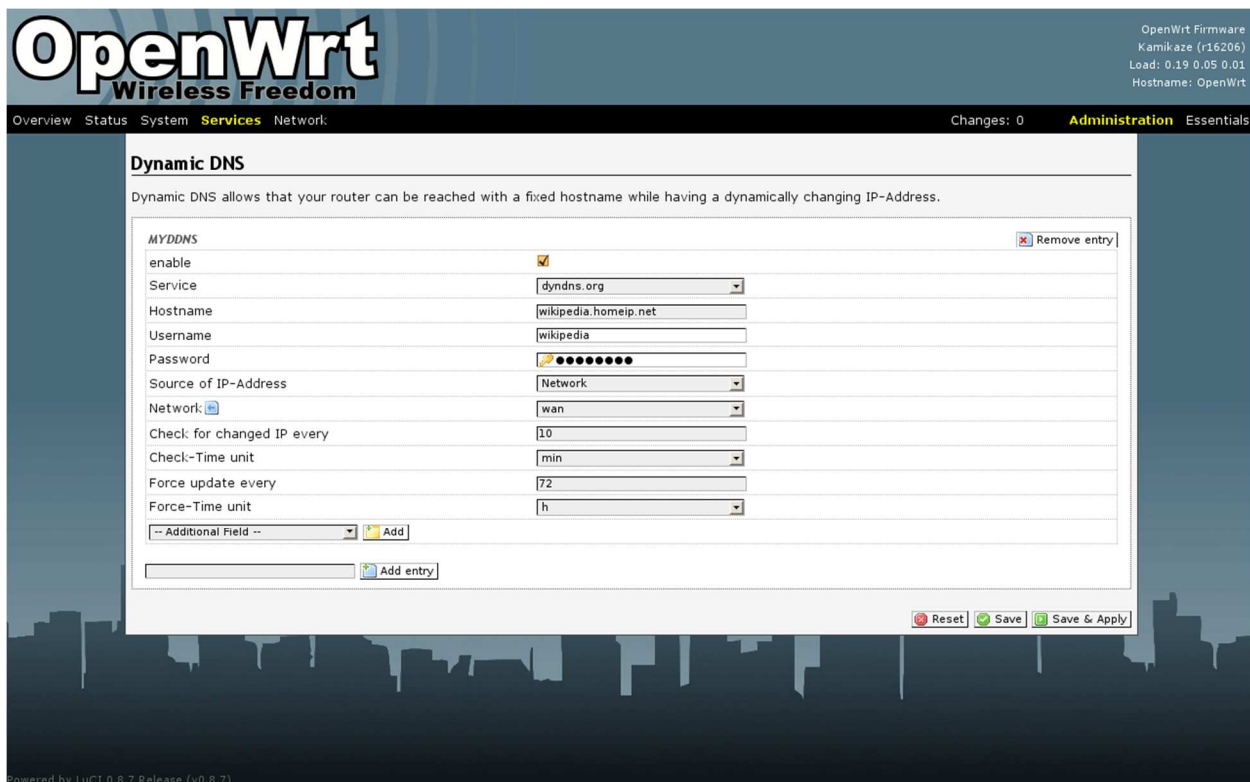 OpenWrt
Wireless Freedom
OpenWrt Firmware
Kamikaze (r16206)
Load: 0.19 0.05 0.01
Hostname: OpenWrt
Overview Status System Services Network Changes: 0 Administration Essentials
Dynamic DNS
Dynamic DNS allows that your router can be reached with a fixed hostname while having a dynamically changing IP-Address.
MYDDNS Remove entry
enable
Service dyndns.org
Hostname wikipedia.homeip.net
Username wikipedia
Password ●●●●●●●●
Source of IP-Address Network
Network wan
Check for changed IP every 10
Check-Time unit min
Force update every 72
Force-Time unit h
-- Additional Field -- Add
Add entry
Reset Save Save & Apply
Powered by LuCI 0.8.7 Release (v0.8.7)